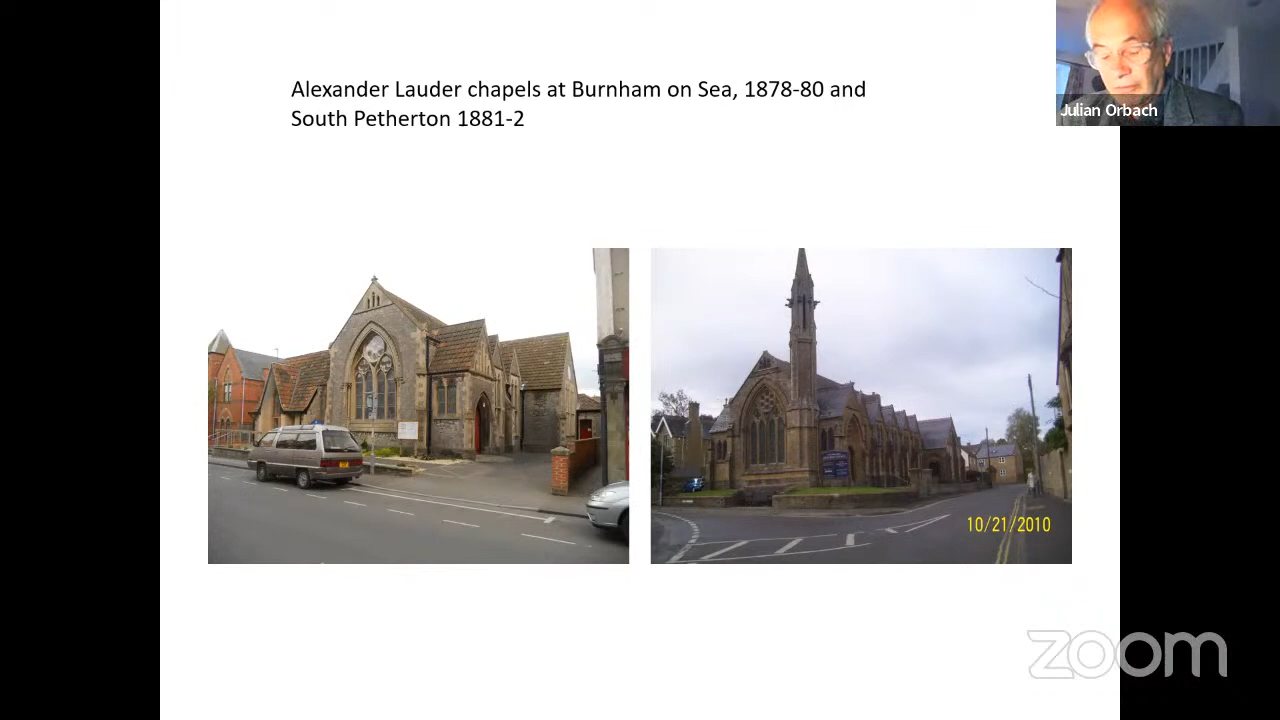 Alexander Lauder chapels at Burnham on Sea, 1878-80 and
South Petherton 1881-2
Julian Orbach
10/21/2010
zoom